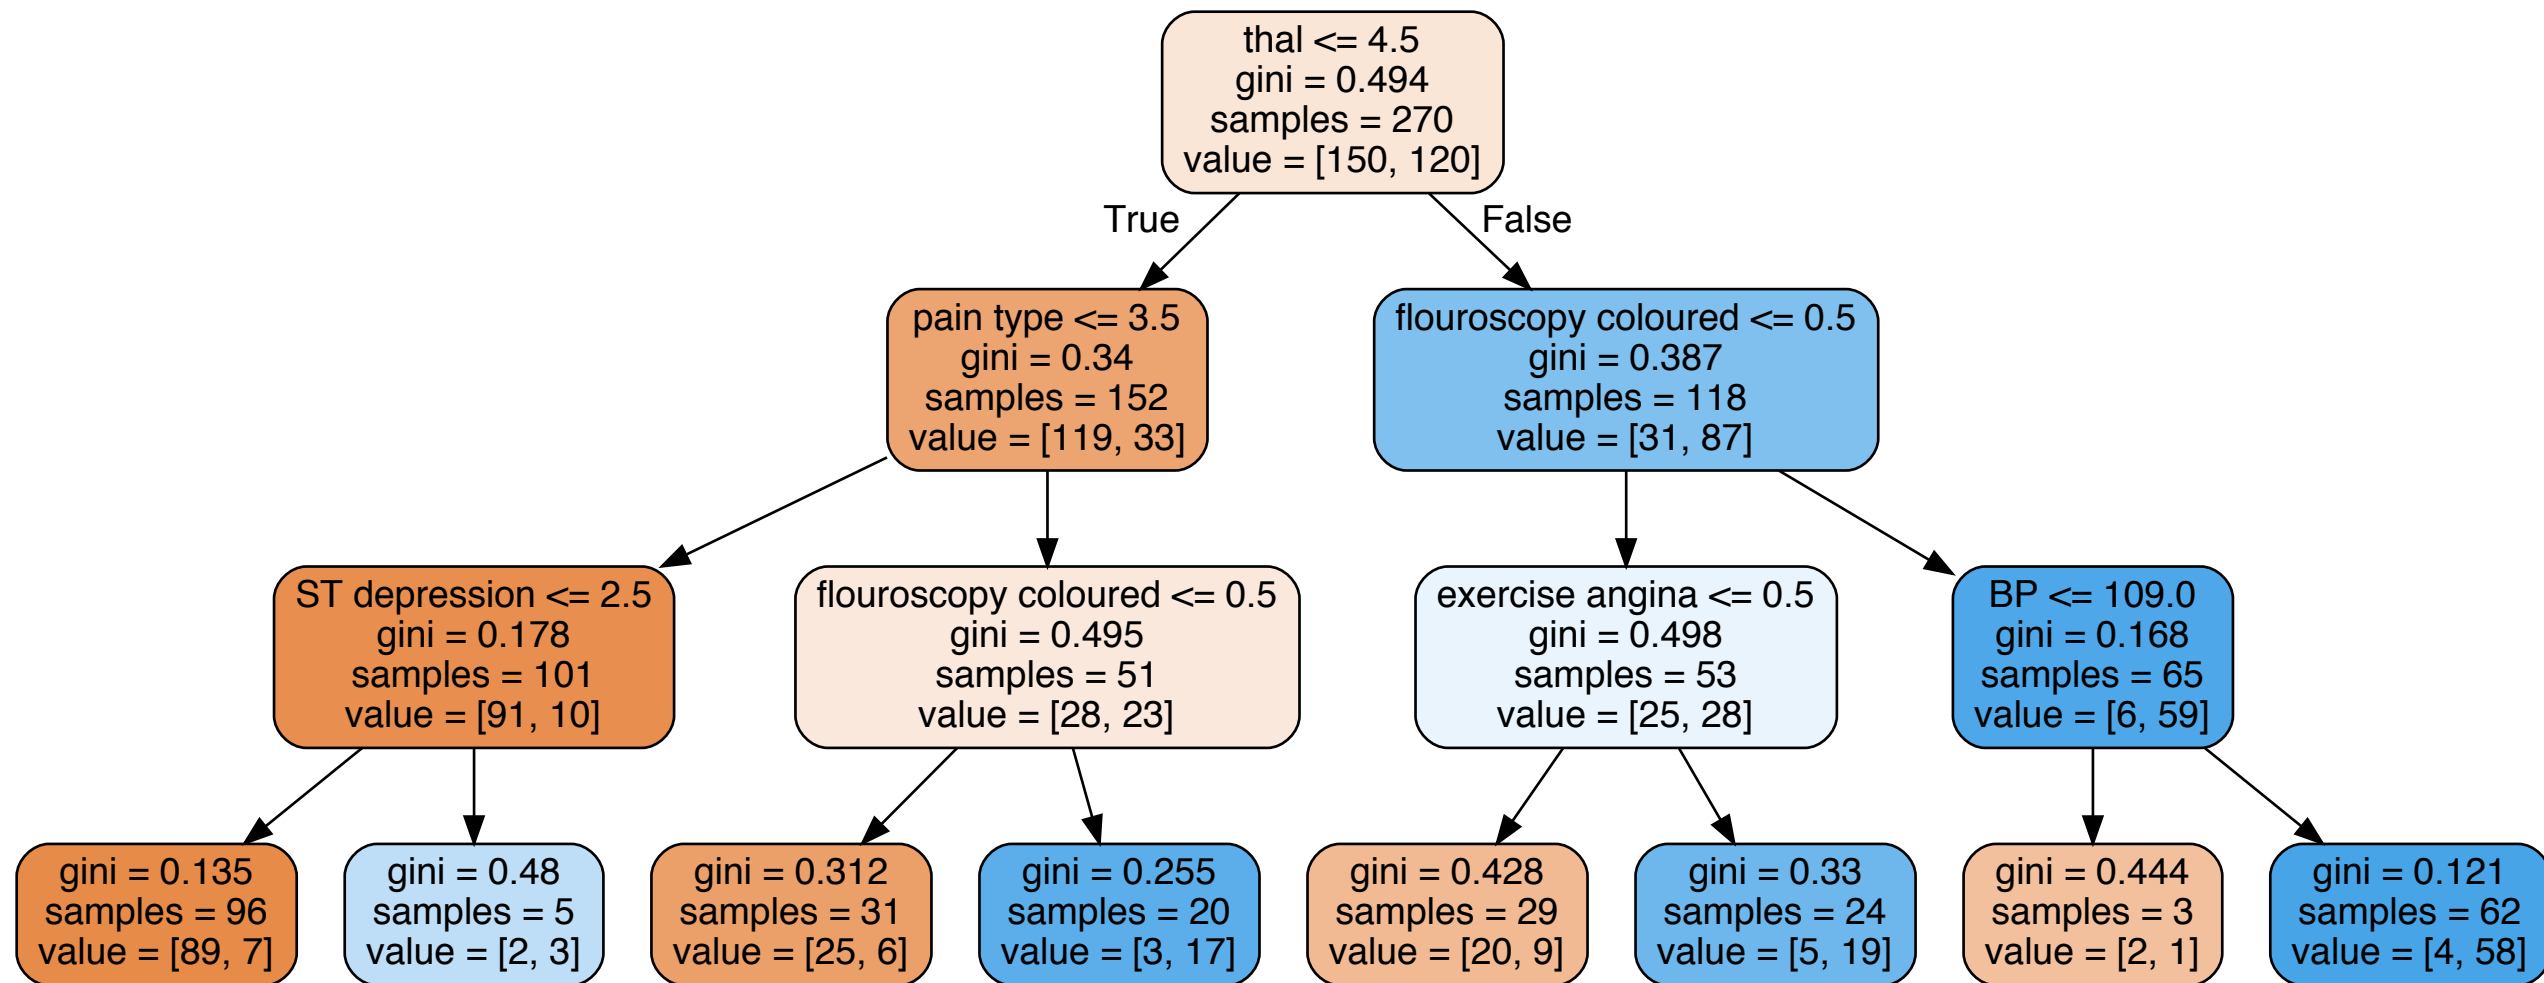 thal <= 4.5
gini = 0.494
samples = 270
value = [150, 120]
True
False
pain type <= 3.5
gini = 0.34
samples = 152
value = [119, 33]
flouroscopy coloured <= 0.5
gini = 0.387
samples = 118
value = [31, 87]
ST depression <= 2.5
gini = 0.178
samples = 101
value = [91, 10]
flouroscopy coloured <= 0.5
gini = 0.495
samples = 51
value = [28, 23]
exercise angina <= 0.5
gini = 0.498
samples = 53
value = [25, 28]
BP <= 109.0
gini = 0.168
samples = 65
value = [6, 59]
gini = 0.135
samples = 96
value = [89, 7]
gini = 0.48
samples = 5
value = [2, 3]
gini = 0.312
samples = 31
value = [25, 6]
gini = 0.255
samples = 20
value = [3, 17]
gini = 0.428
samples = 29
value = [20, 9]
gini = 0.33
samples = 24
value = [5, 19]
gini = 0.444
samples = 3
value = [2, 1]
gini = 0.121
samples = 62
value = [4, 58]